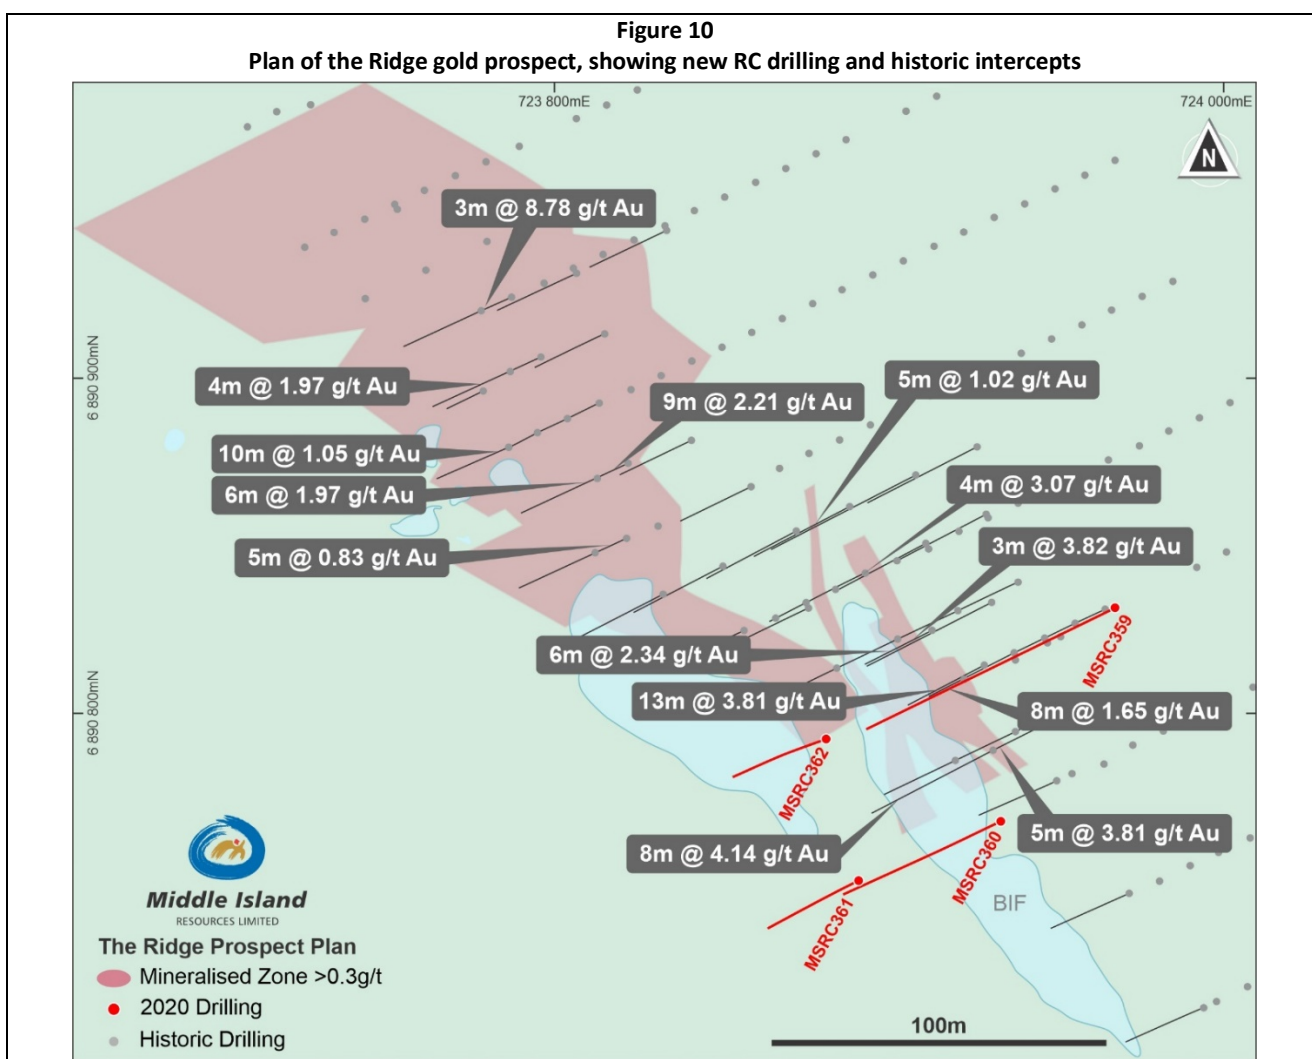 Figure 10
Plan of the Ridge gold prospect, showing new RC drilling and historic intercepts
723 800mE
724 000mE
N
3m @ 8.78 g/t Au
6 890 900mN
4m @ 1.97 g/t Au
5m @ 1.02 g/t Au
9m @ 2.21 g/t Au
10m @ 1.05 g/t Au
4m @ 3.07 g/t Au
6m @ 1.97 g/t Au
3m @ 3.82 g/t Au
5m @ 0.83 g/t Au
MSRC359
6m @ 2.34 g/t Au
13m @ 3.81 g/t Au
8m @ 1.65 g/t Au
6 890 800mN
MSRC362
5m @ 3.81 g/t Au
8m @ 4.14 g/t Au
MSRC360
MSRC361
BIF
Middle Island
RESOURCES LIMITED
The Ridge Prospect Plan
Mineralised Zone >0.3g/t
2020 Drilling
Historic Drilling
100m